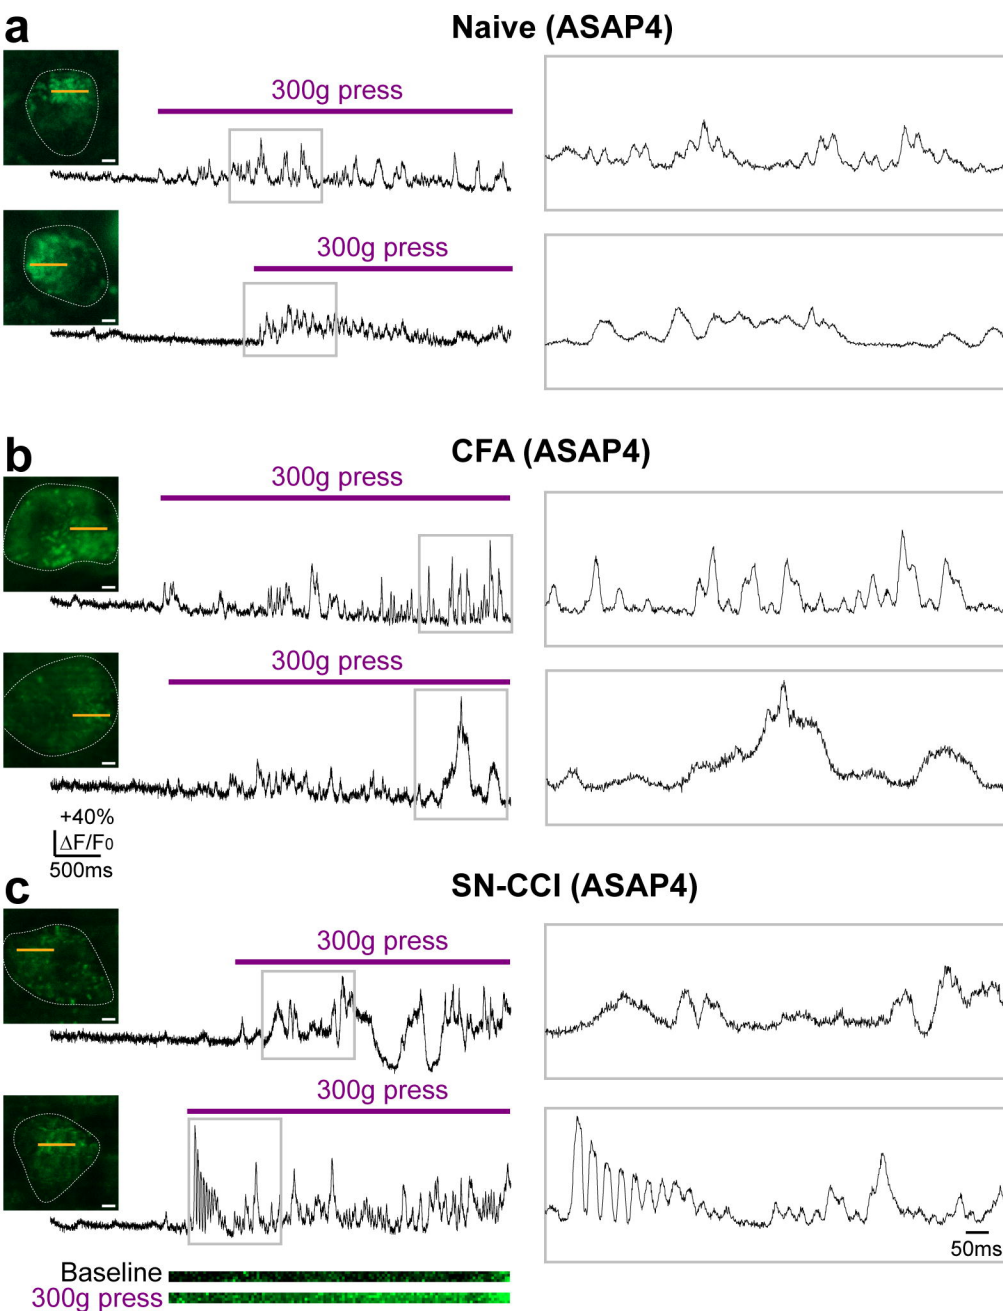 a
Naive (ASAP4)
300g press
300g press
b
CFA (ASAP4)
300g press
300g press
+40%
ΔF/F0
500ms
c
SN-CCI (ASAP4)
300g press
300g press
50ms
Baseline
300g press